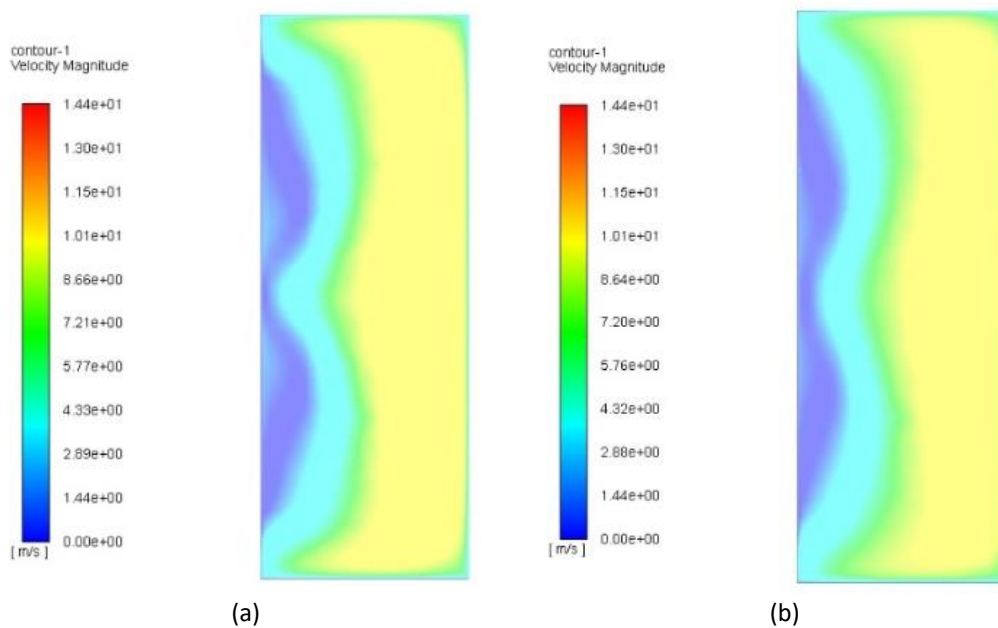 contour-1
Velocity Magnitude
1.44e+01
1.30e+01
1.15e+01
1.01e+01
8.66e+00
7.21e+00
5.77e+00
4.33e+00
2.89e+00
1.44e+00
0.00e+00
[ m/s ]
(a)
contour-1
Velocity Magnitude
1.44e+01
1.30e+01
1.15e+01
1.01e+01
8.64e+00
7.20e+00
5.76e+00
4.32e+00
2.88e+00
1.44e+00
0.00e+00
[ m/s ]
(b)